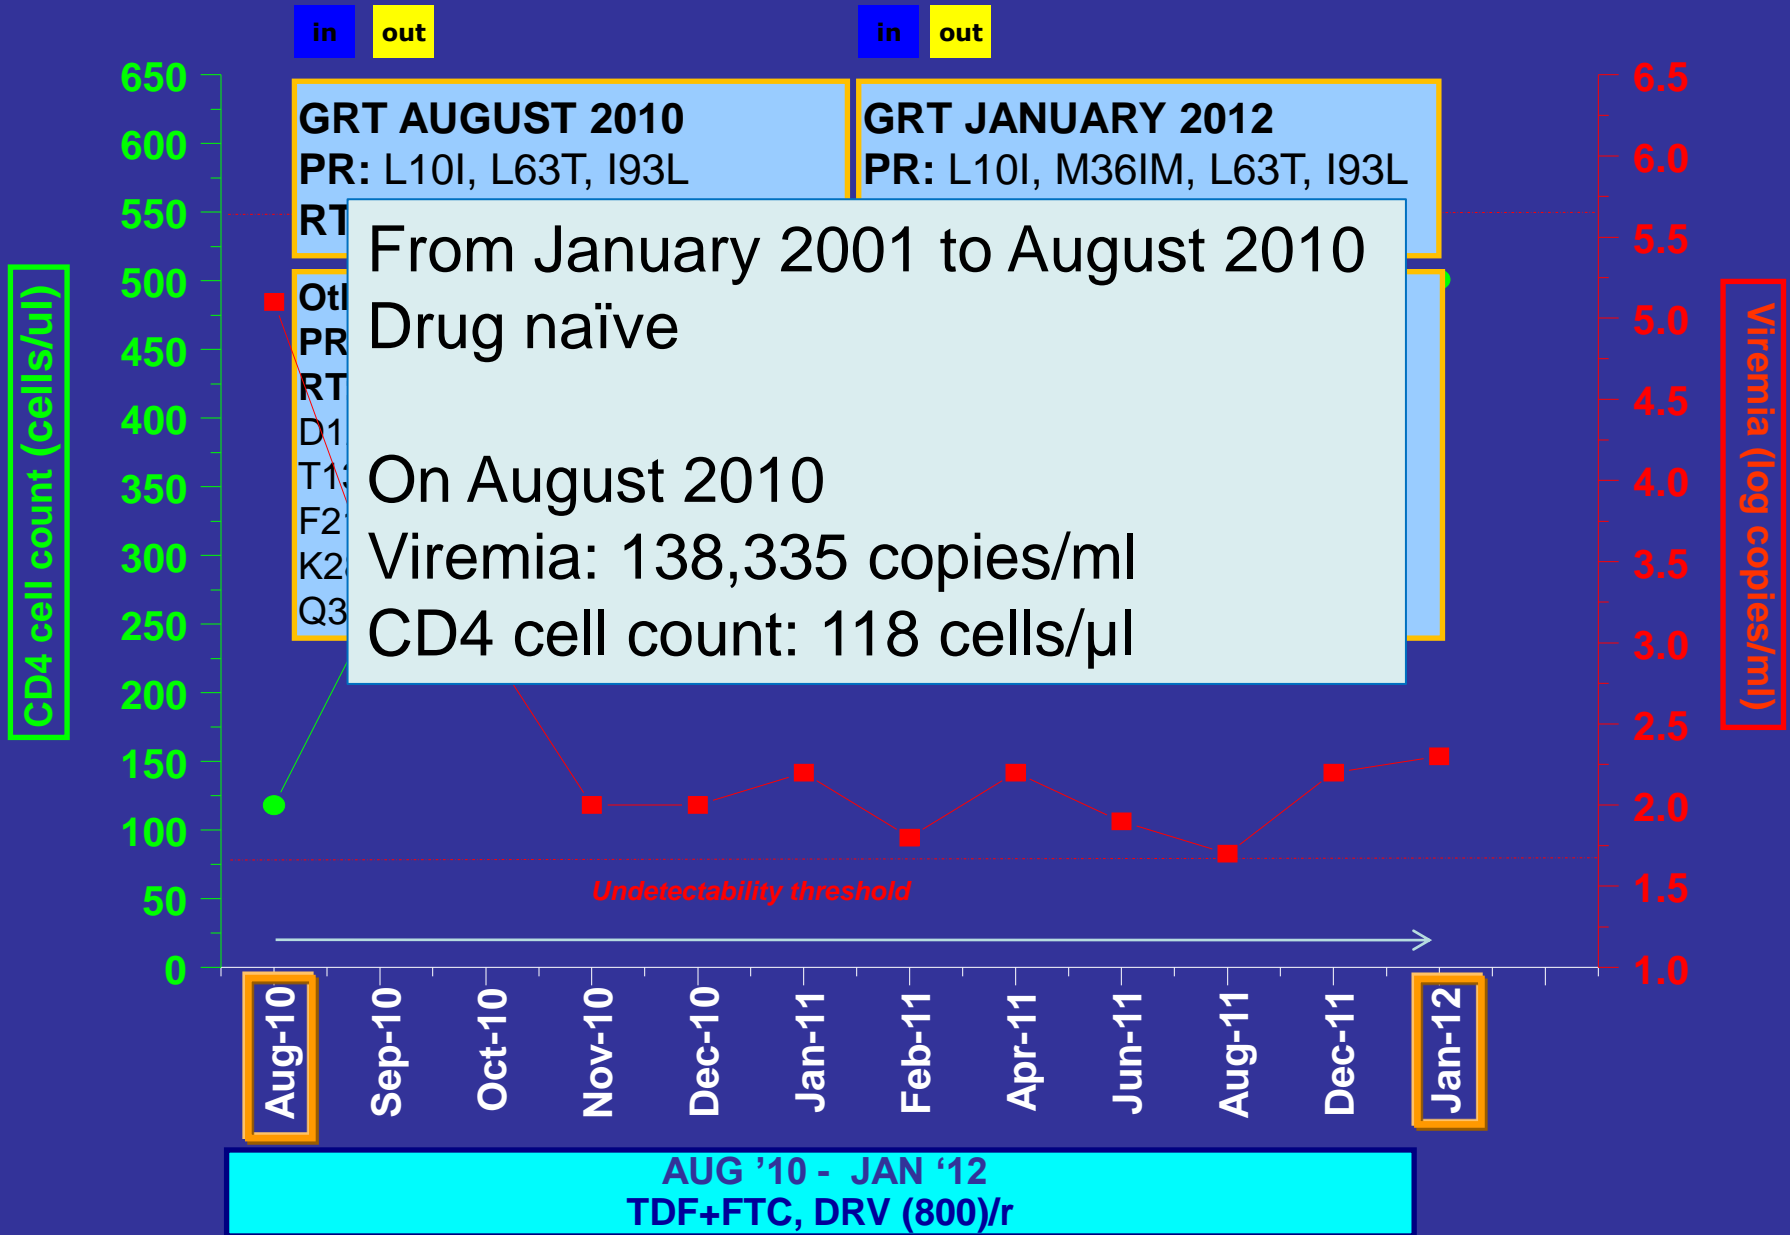 in out in out
GRT AUGUST 2010
PR: L10I, L63T, I93L
RT
GRT JANUARY 2012
PR: L10I, M36IM, L63T, I93L
PR
RT
From January 2001 to August 2010
Drug naïve
On August 2010
Viremia: 138,335 copies/ml
CD4 cell count: 118 cells/µl
CD4 cell count (cells/ul)
650
600
550
500
450
400
350
300
250
200
150
100
50
0
Viremia (log copies/ml)
6.5
6.0
5.5
5.0
4.5
4.0
3.5
3.0
2.5
2.0
1.5
1.0
Undetectability threshold
Aug-10
Sep-10
Oct-10
Nov-10
Dec-10
Jan-11
Feb-11
Apr-11
Jun-11
Aug-11
Dec-11
Jan-12
AUG ’10 - JAN ‘12
TDF+FTC, DRV (800)/r